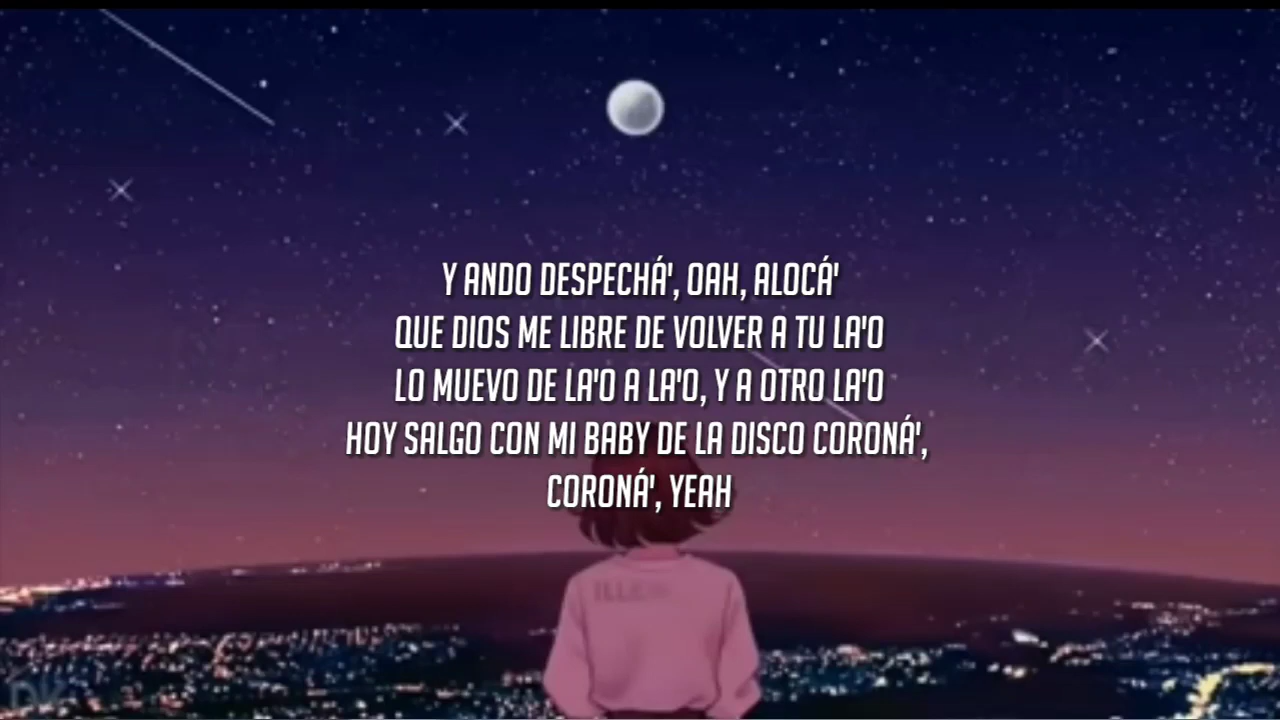 Y ANDO DESPECHÁ', OAH, ALOCÁ'
QUE DIOS ME LIBRE DE VOLVER A TU LA'O
LO MUEVO DE LA'O A LA'O, Y A OTRO LA'O
HOY SALGO CON MI BABY DE LA DISCO CORONÁ',
CORONÁ', YEAH